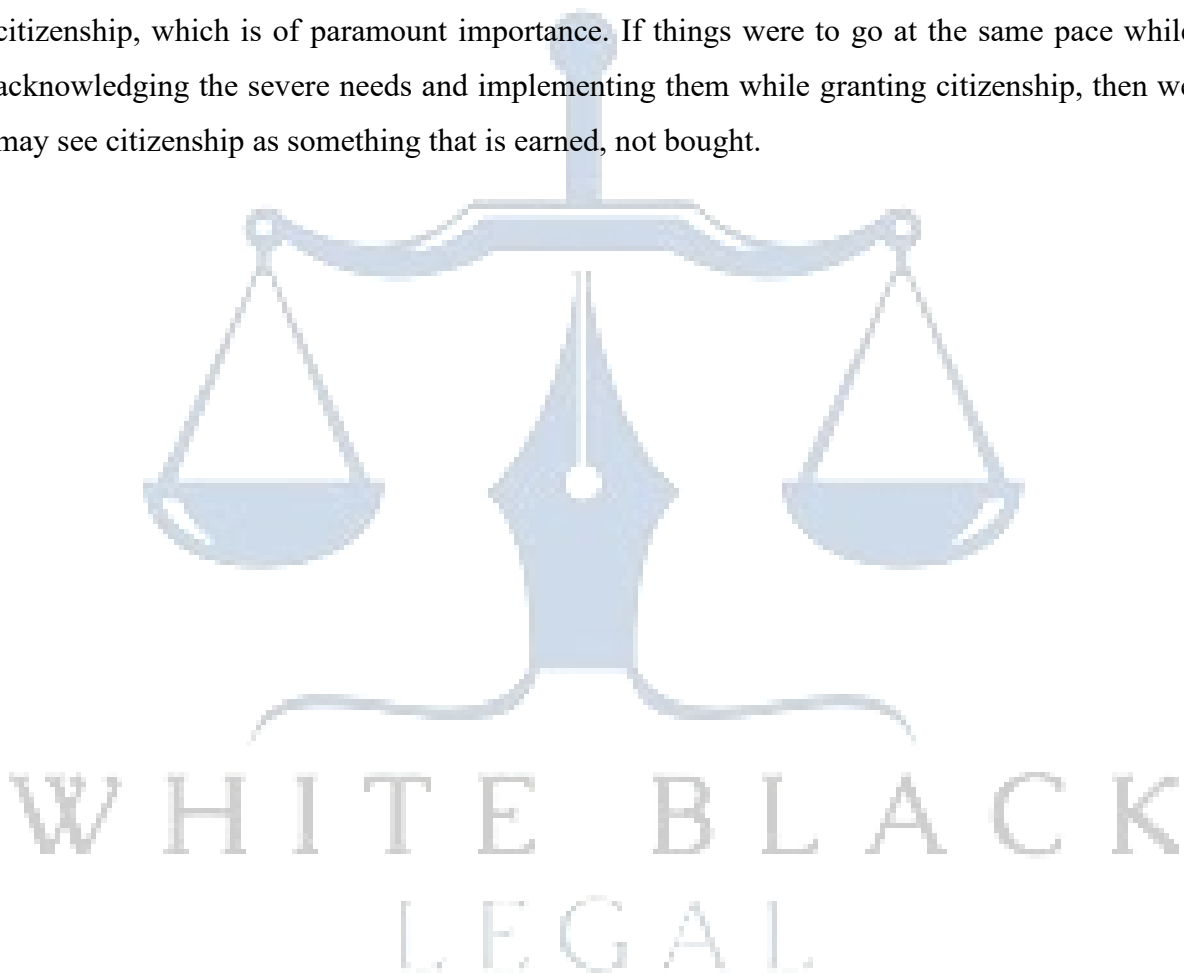 citizenship, which is of paramount importance. If things were to go at the same pace while
acknowledging the severe needs and implementing them while granting citizenship, then we
may see citizenship as something that is earned, not bought.
WHITE BLACK
LEGAL